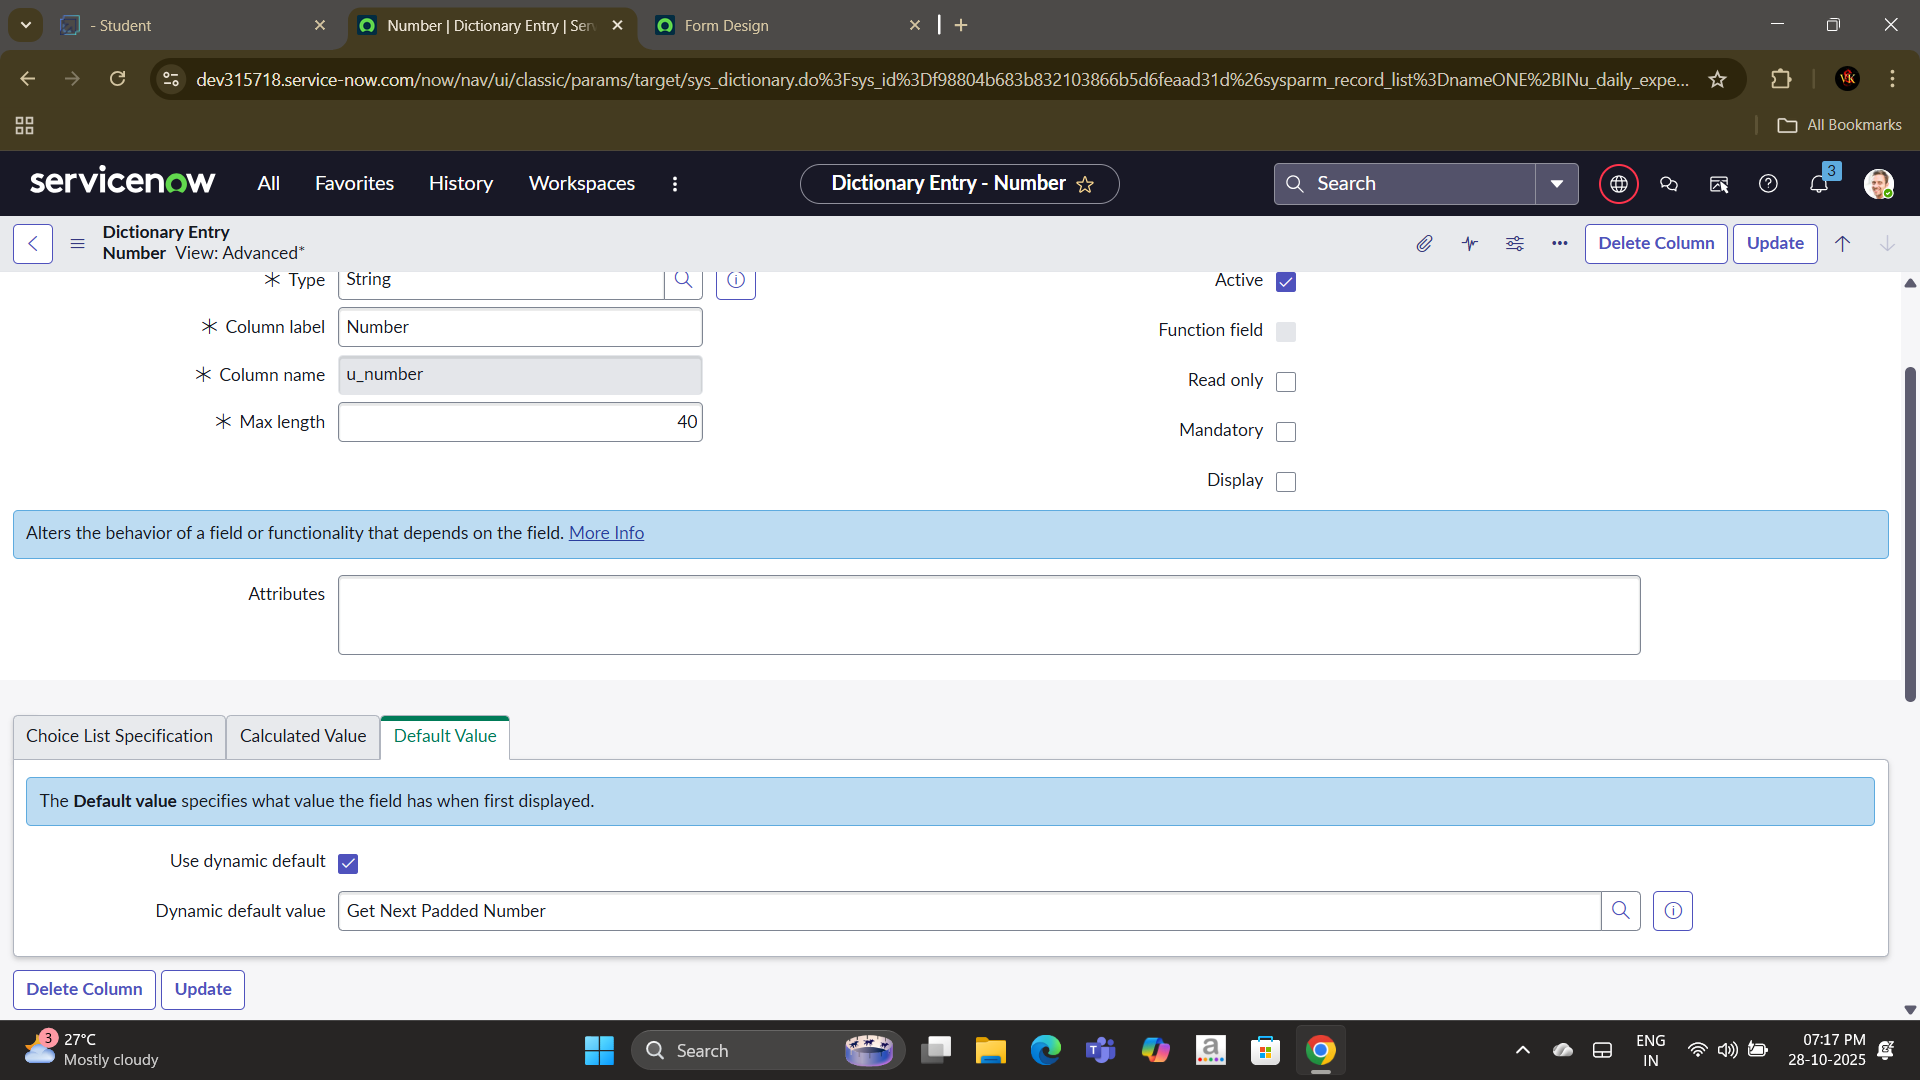 - Student
Number | Dictionary Entry | Ser
Form Design
dev315718.service-now.com/now/nav/ui/classic/params/target/sys_dictionary.do%3Fsys_id%3Df98804b683b832103866b5d6feaad31d%26sysparm_record_list%3DnameONE%2BINu_daily_expe...
VK
All Bookmarks
servicenow
All
Favorites
History
Workspaces
Dictionary Entry - Number
Search
3
Dictionary Entry
Number View: Advanced*
Delete Column
Update
Type
String
Active
Column label
Number
Function field
Column name
u_number
Read only
Max length
40
Mandatory
Display
Alters the behavior of a field or functionality that depends on the field. More Info
Attributes
Choice List Specification
Calculated Value
Default Value
The Default value specifies what value the field has when first displayed.
Use dynamic default
Dynamic default value
Get Next Padded Number
Delete Column
Update
3
27°C
Mostly cloudy
Search
ENG
IN
07:17 PM
28-10-2025